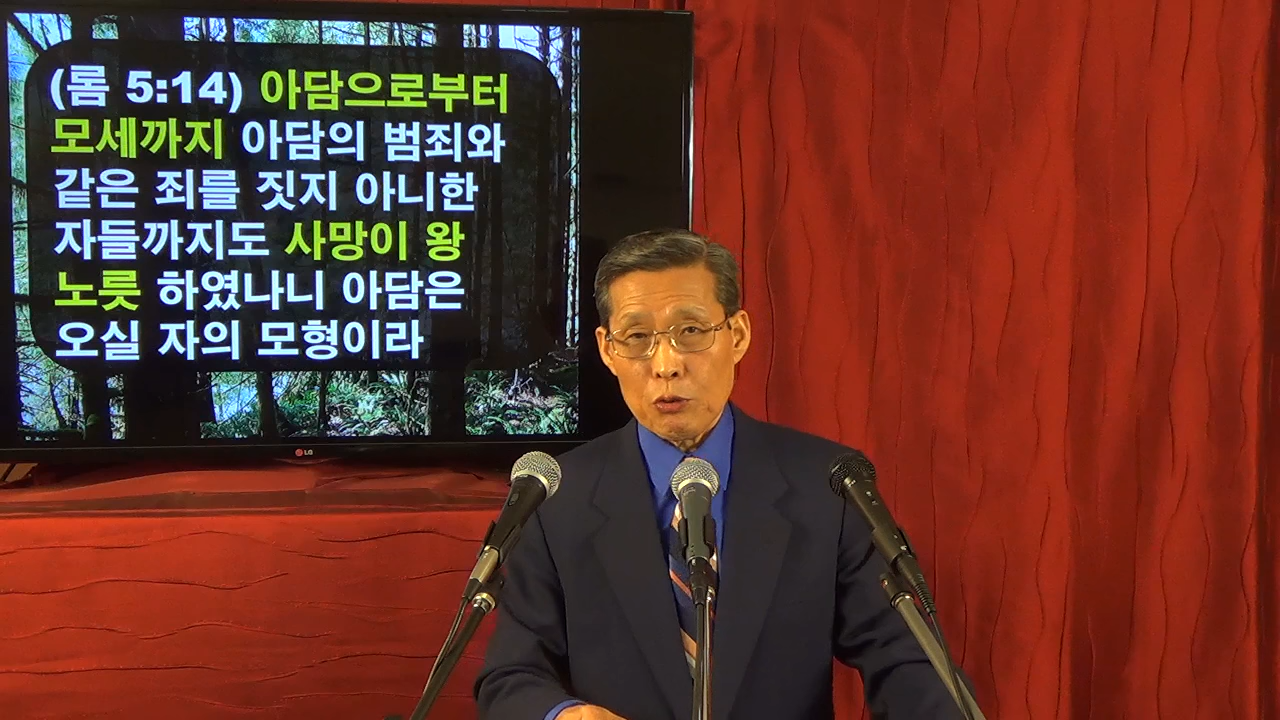 (롬 5:14) 아담으로부터
모세까지 아담의 범죄와
같은 죄를 짓지 아니한
자들까지도 사망이 왕
노릇 하였나니 아담은
오실 자의 모형이라
LG